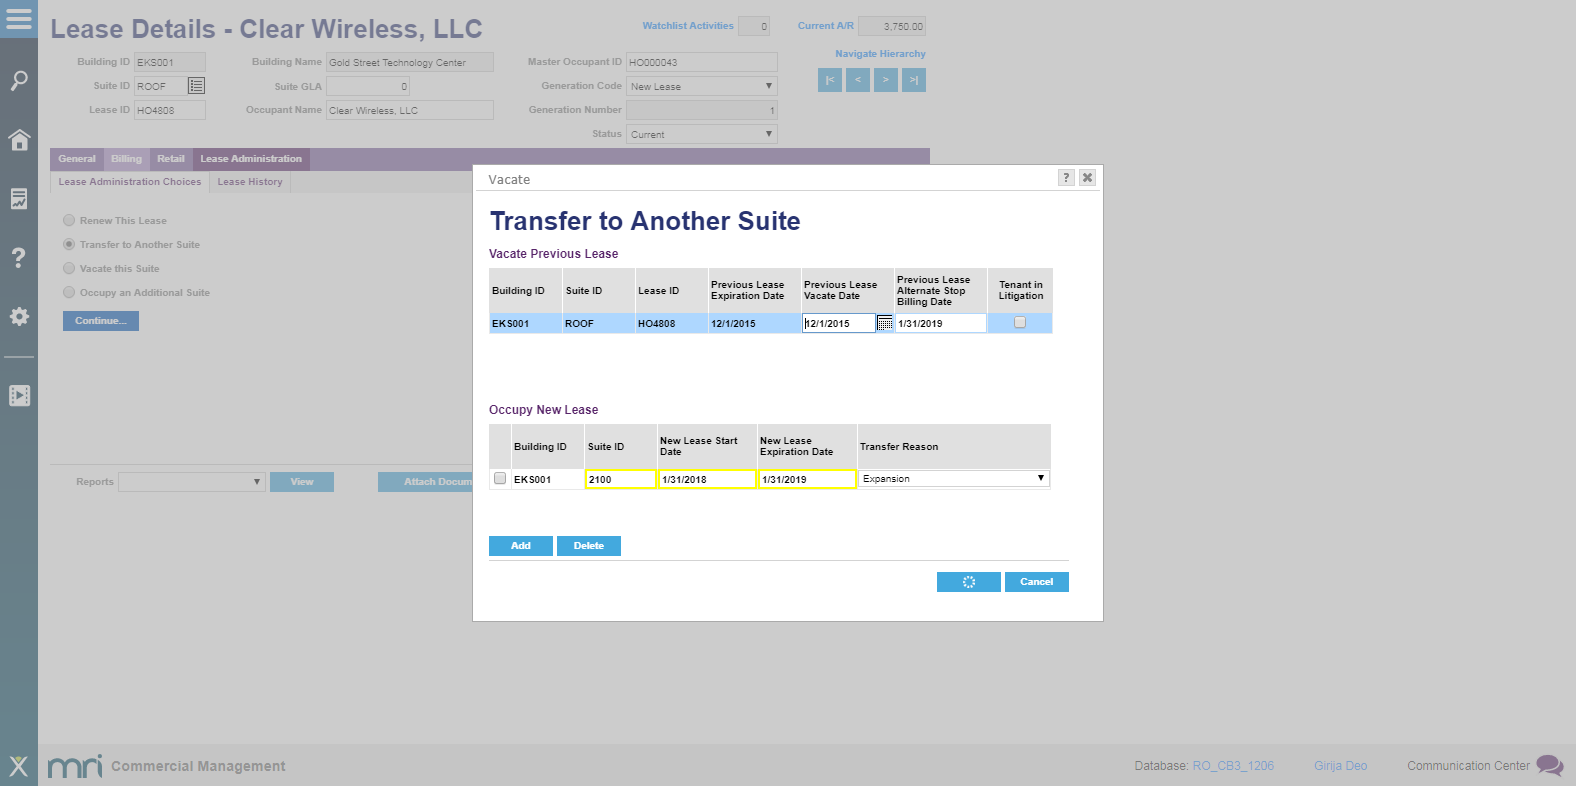 Lease Details - Clear Wireless, LLC
Watchlist Activities 0 Current A/R 3,750.00
Navigate Hierarchy
Building ID EKS001 Building Name Gold Street Technology Center Master Occupant ID HO000043
Suite ID ROOF Suite GLA 0 Generation Code New Lease
|< < > >|
Lease ID HO4808 Occupant Name Clear Wireless, LLC Generation Number 1
Status Current
General Billing Retail Lease Administration
Lease Administration Choices Lease History
Renew This Lease
Transfer to Another Suite
Vacate this Suite
Occupy an Additional Suite
Continue...
Reports View Attach Docum
Vacate ?
Transfer to Another Suite
Vacate Previous Lease
Building ID Suite ID Lease ID Previous Lease Expiration Date Previous Lease Vacate Date Previous Lease Alternate Stop Billing Date Tenant in Litigation
EKS001 ROOF HO4808 12/1/2015 12/1/2015 1/31/2019
Occupy New Lease
Building ID Suite ID New Lease Start Date New Lease Expiration Date Transfer Reason
EKS001 2100 1/31/2018 1/31/2019 Expansion
Add Delete
Cancel
mri Commercial Management
Database: RO_CB3_1206 Girija Deo Communication Center